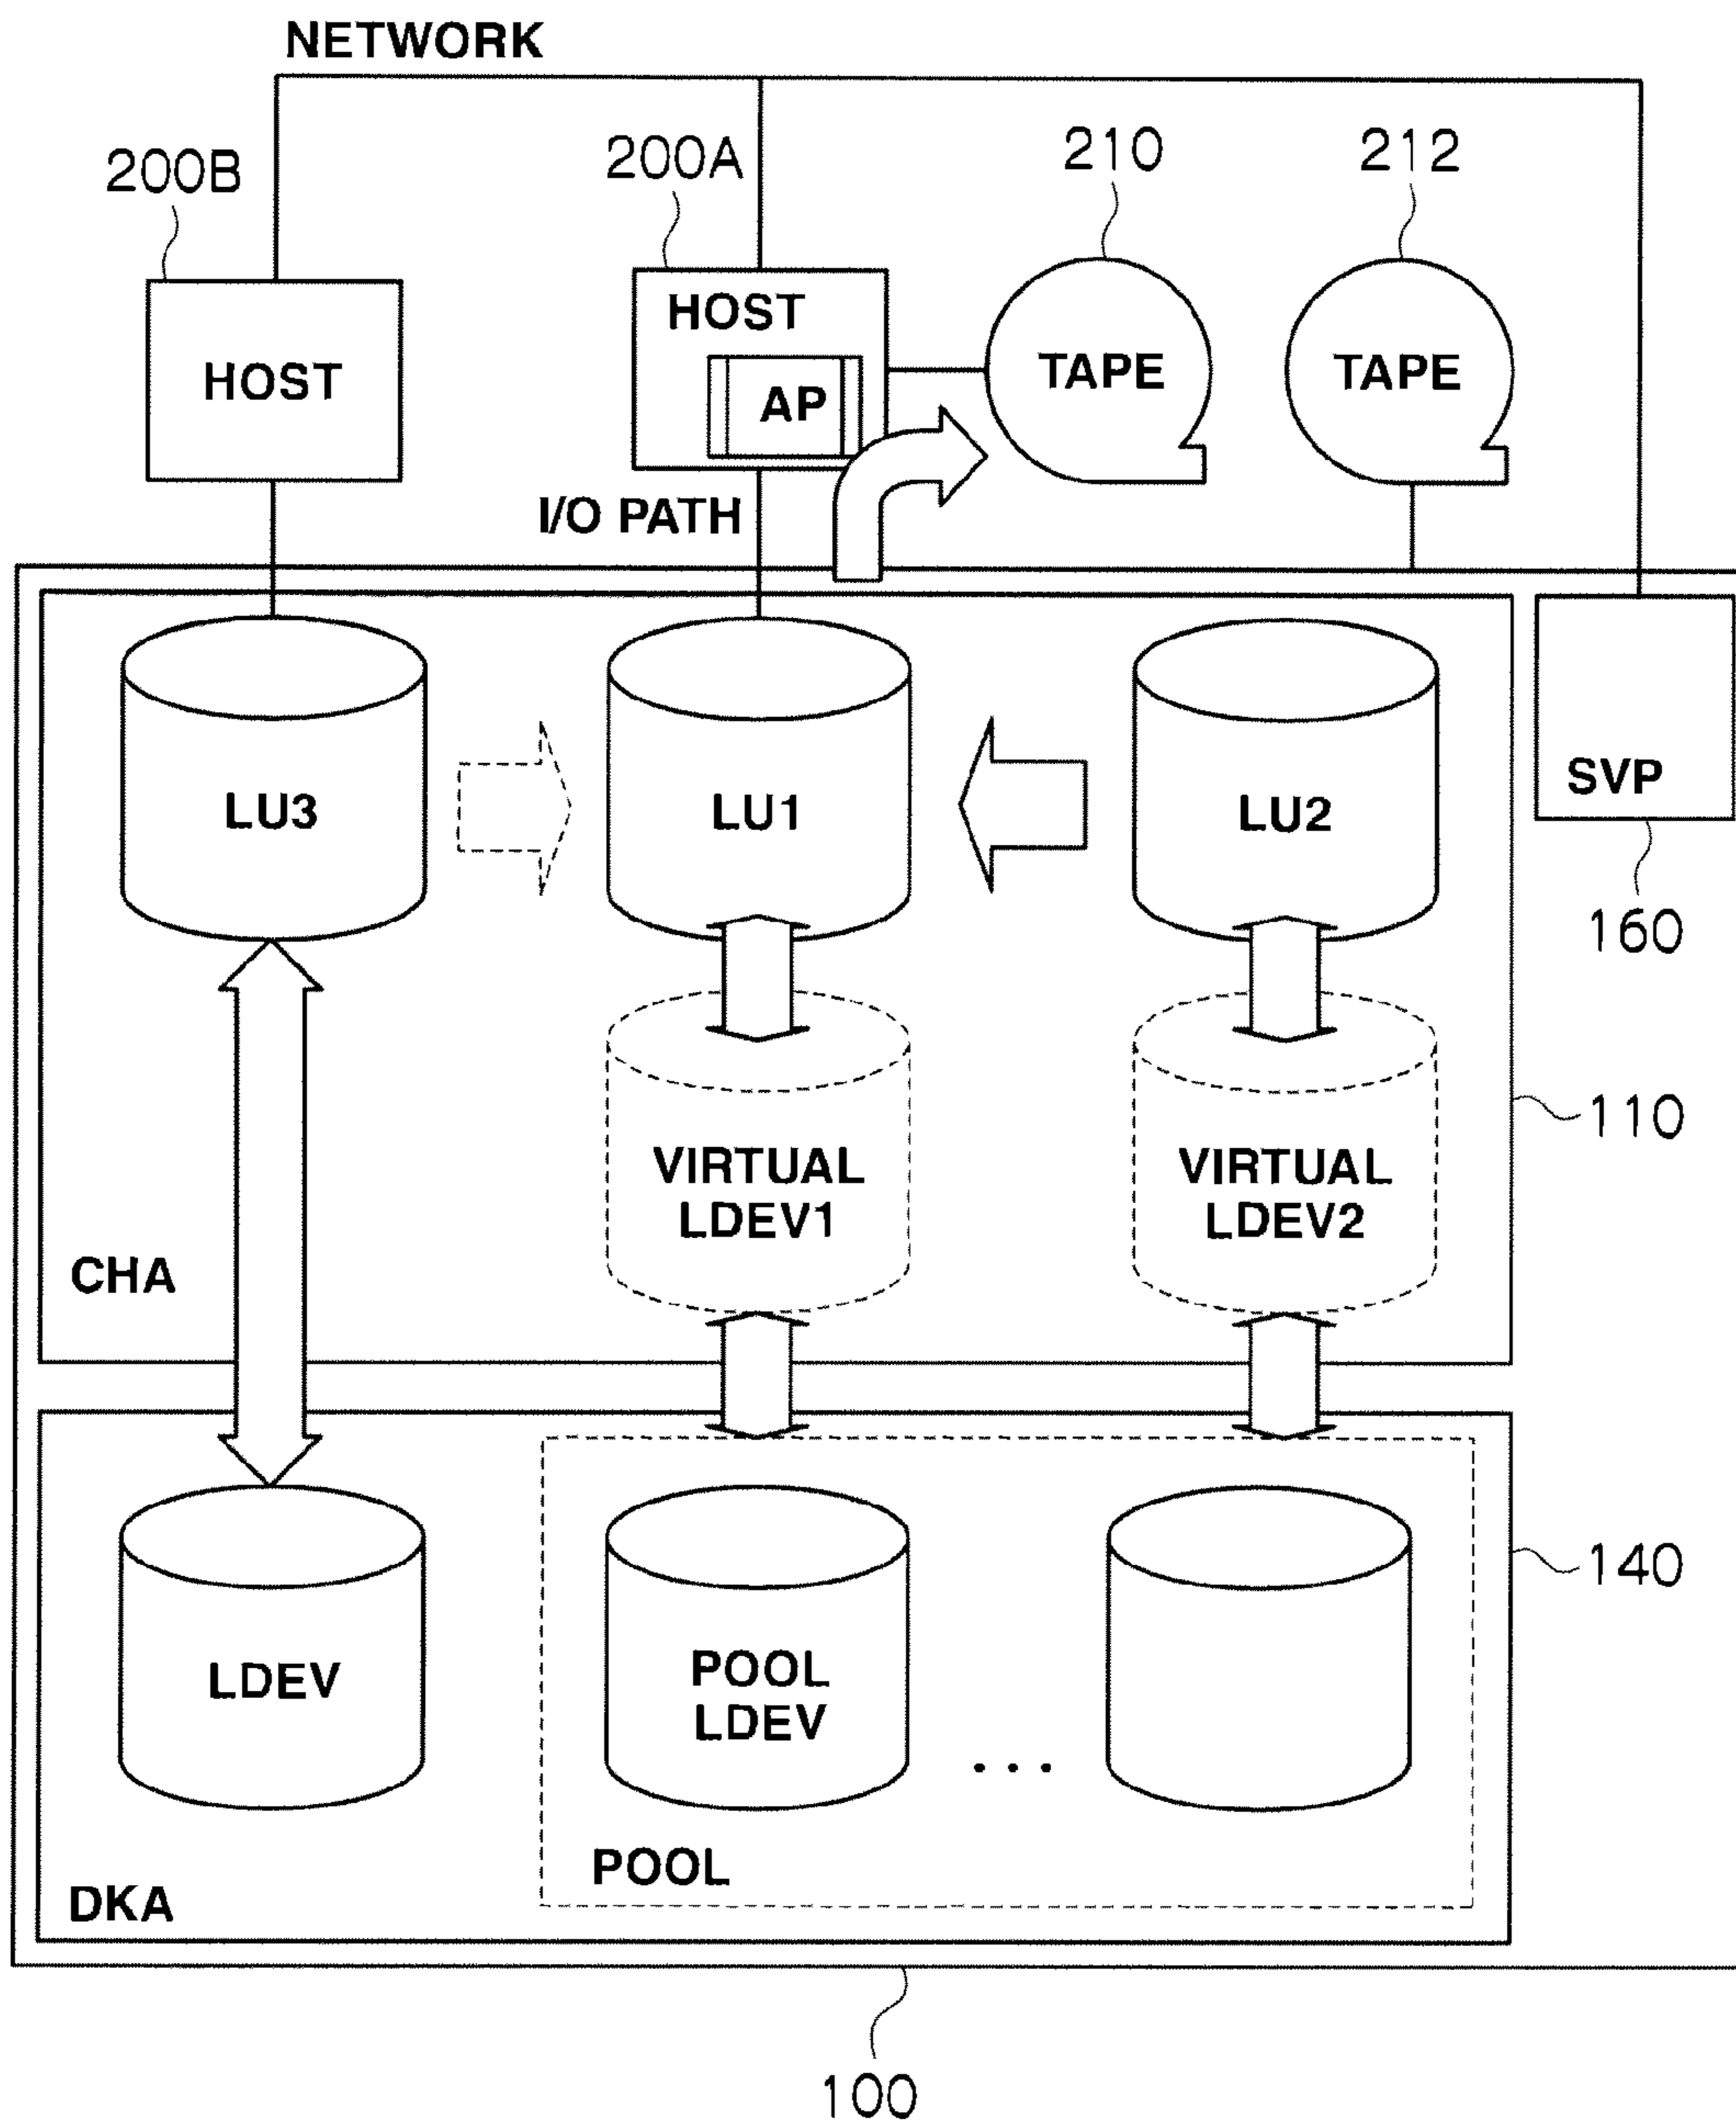 NETWORK
200B
200A
210
212
HOST
HOST
AP
TAPE
TAPE
I/O PATH
LU3
LU1
LU2
SVP
160
VIRTUAL
LDEV1
VIRTUAL
LDEV2
110
CHA
LDEV
POOL
LDEV
...
140
POOL
DKA
100